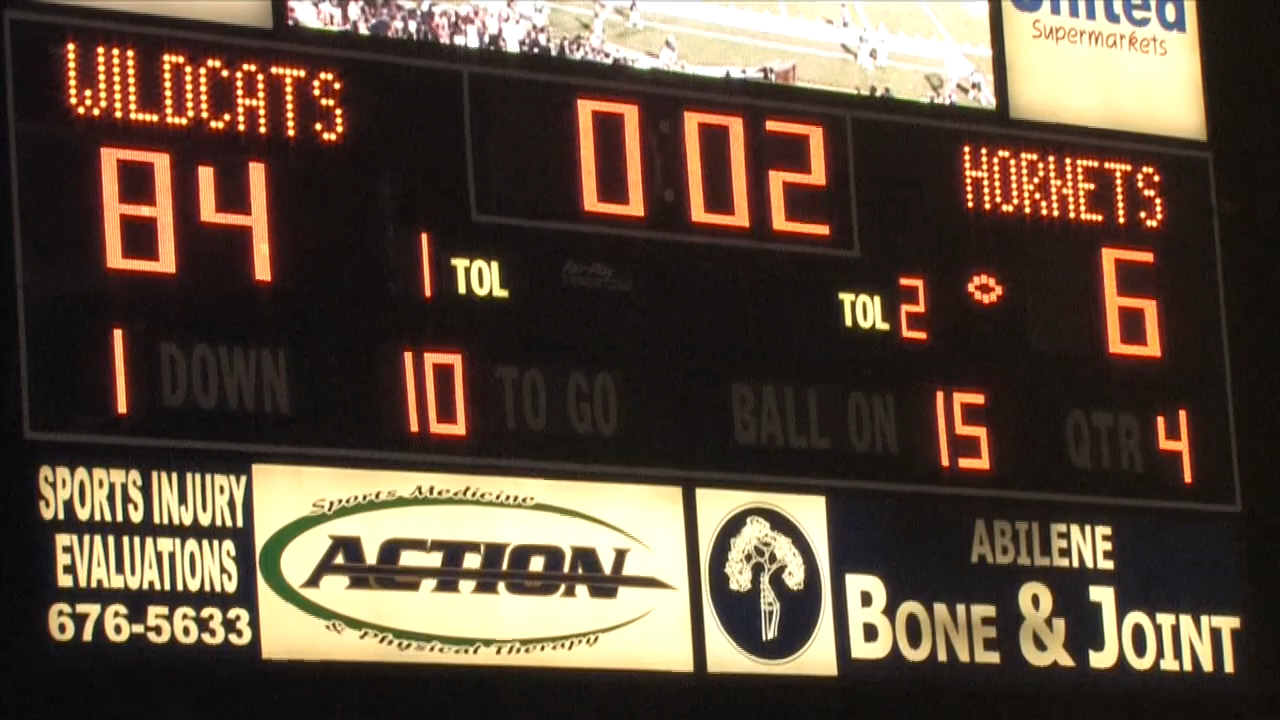 United
Supermarkets
WILDCATS
0:02
HORNETS
84
1 TOL
TOL 2
6
1 DOWN
10 TO GO
BALL ON 15
QTR 4
SPORTS INJURY
EVALUATIONS
676-5633
Sports Medicine
ACTION
& Physical Therapy
ABILENE
BONE & JOINT